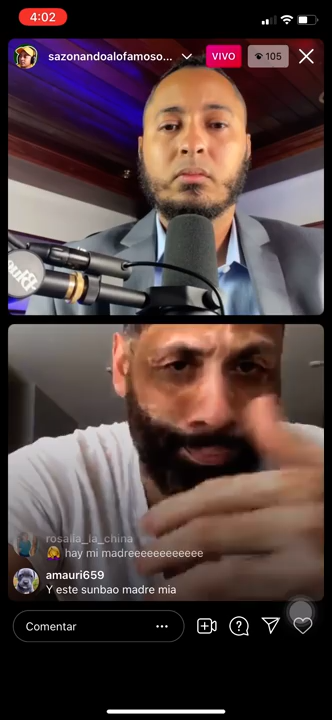 4:02
sazonandoalofamoso...
VIVO
105
rosalia_la_china
🤦 hay mi madreeeeeeeeeeee
amauri659
Y este sunbao madre mia
Comentar